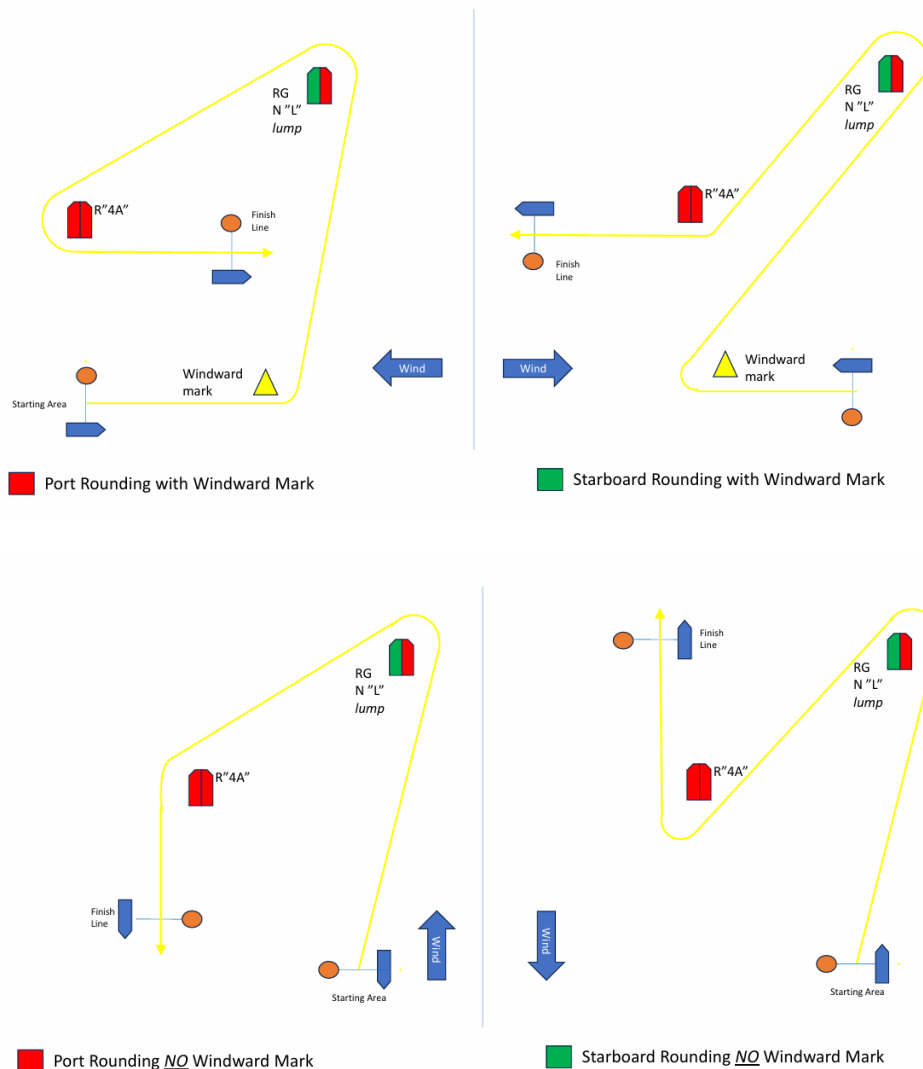 RG
N ”L”
lump
R”4A”
Finish
Line
Wind
Windward
mark
Starting Area
Port Rounding with Windward Mark
RG
N ”L”
lump
R”4A”
Finish
Line
Wind
Windward
mark
Starboard Rounding with Windward Mark
RG
N ”L”
lump
R”4A”
Finish
Line
Wind
Starting Area
Port Rounding NO Windward Mark
Finish
Line
RG
N ”L”
lump
R”4A”
Wind
Starting Area
Starboard Rounding NO Windward Mark